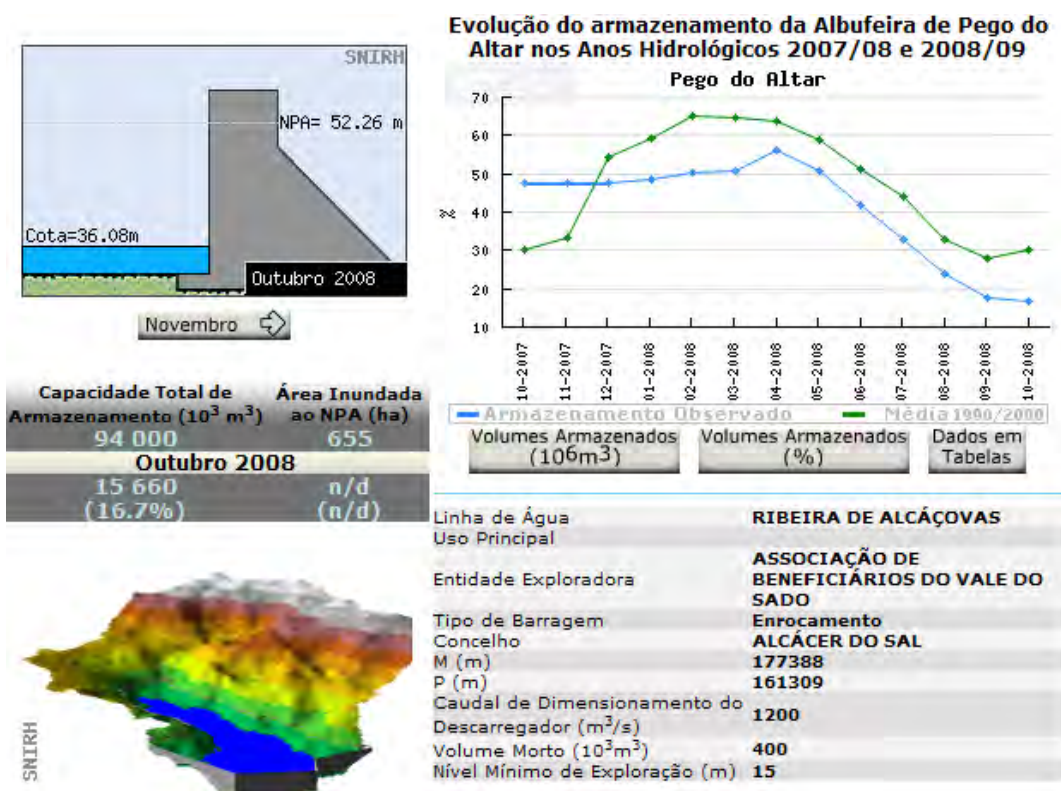 SNIRH
NPA= 52.26 m
Cota=36.08m
Outubro 2008
Novembro
Capacidade Total de
Armazenamento (10³ m³)
Área Inundada
ao NPA (ha)
94 000
655
Outubro 2008
15 660
n/d
(16.7%)
(n/d)
SNIRH
Evolução do armazenamento da Albufeira de Pego do
Altar nos Anos Hidrológicos 2007/08 e 2008/09
Pego do Altar
%
70
60
50
40
30
20
10
10-2007
11-2007
12-2007
01-2008
02-2008
03-2008
04-2008
05-2008
06-2008
07-2008
08-2008
09-2008
10-2008
Armazenamento Observado
Média 1990/2000
Volumes Armazenados
(10⁶m³)
Volumes Armazenados
(%)
Dados em
Tabelas
Linha de Água RIBEIRA DE ALCÁÇOVAS
Uso Principal
Entidade Exploradora
ASSOCIAÇÃO DE
BENEFICIÁRIOS DO VALE DO
SADO
Tipo de Barragem Enrocamento
Concelho ALCÁCER DO SAL
M (m) 177388
P (m) 161309
Caudal de Dimensionamento do
Descarregador (m³/s)
1200
Volume Morto (10³m³) 400
Nível Mínimo de Exploração (m) 15